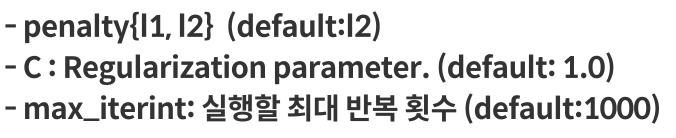 - penalty{l1, l2}  (default:l2)
- C : Regularization parameter. (default: 1.0)
- max_iterint: 실행할 최대 반복 횟수 (default:1000)